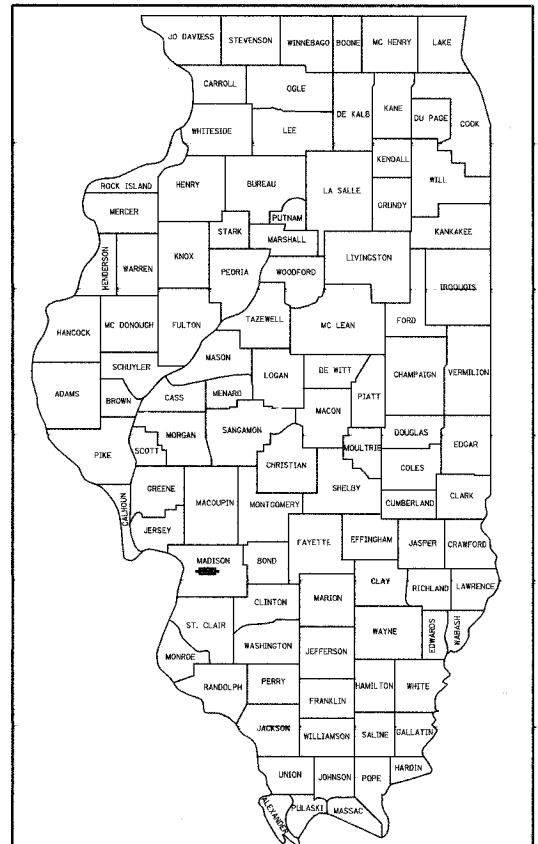 JO DAVIESS
STEVENSON
WINNEBAGO
BOONE
MC HENRY
LAKE
CARROLL
OGLE
DE KALB
KANE
DU PAGE
COOK
WHITESIDE
LEE
KENDALL
WILL
ROCK ISLAND
HENRY
BUREAU
LA SALLE
GRUNDY
MERCER
PUTNAM
STARK
MARSHALL
KANKAKEE
HENDERSON
WARREN
KNOX
PEORIA
WOODFORD
LIVINGSTON
IROQUOIS
HANCOCK
MC DONOUGH
FULTON
TAZEWELL
MC LEAN
FORD
MASON
SCHUYLER
LOGAN
DE WITT
CHAMPAIGN
VERMILION
ADAMS
BROWN
CASS
MENARD
MACON
PIATT
PIKE
SCOTT
MORGAN
SANGAMON
MOULTRIE
DOUGLAS
EDGAR
CHRISTIAN
COLES
CALHOUN
GREENE
MACOUPIN
MONTGOMERY
SHELBY
CUMBERLAND
CLARK
JERSEY
FAYETTE
EFFINGHAM
JASPER
CRAWFORD
MADISON
BOND
CLAY
RICHLAND
LAWRENCE
CLINTON
MARION
ST. CLAIR
WAYNE
EDWARDS
WABASH
MONROE
WASHINGTON
JEFFERSON
RANDOLPH
PERRY
HAMILTON
WHITE
FRANKLIN
JACKSON
WILLIAMSON
SALINE
GALLATIN
UNION
JOHNSON
POPE
HARDIN
ALEXANDER
PULASKI
MASSAC